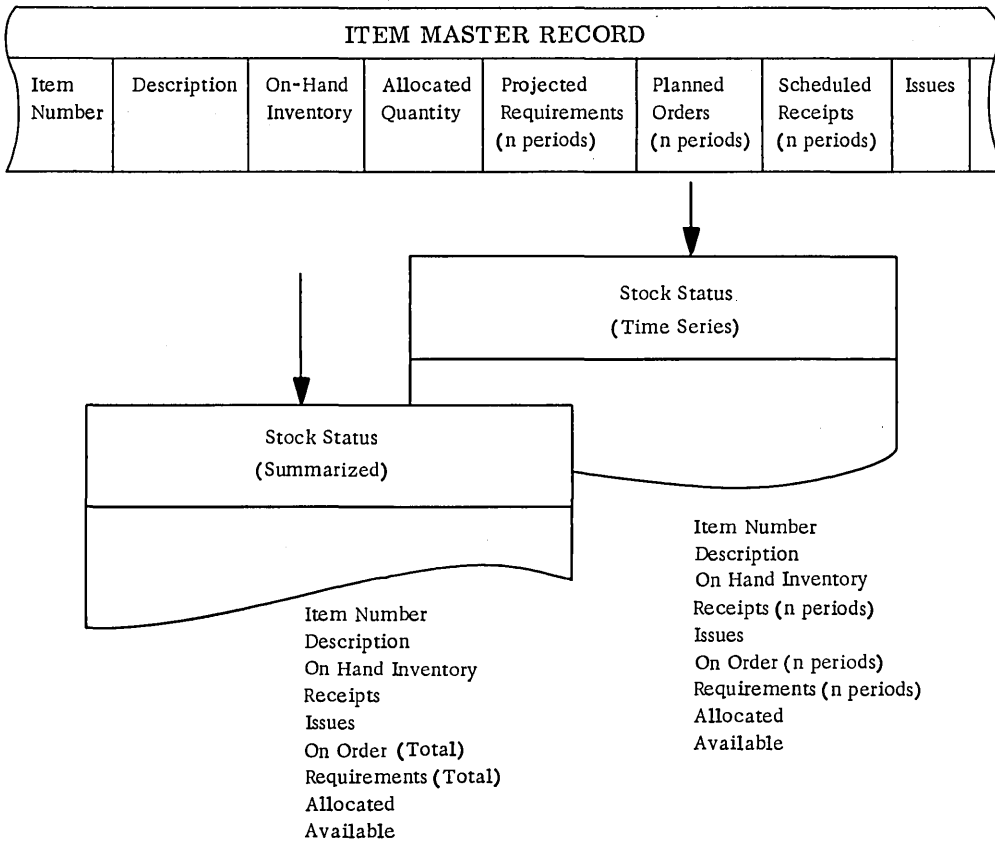 ITEM MASTER RECORD
Item
Number
Description
On-Hand
Inventory
Allocated
Quantity
Projected
Requirements
(n periods)
Planned
Orders
(n periods)
Scheduled
Receipts
(n periods)
Issues
Stock Status
(Time Series)
Stock Status
(Summarized)
Item Number
Description
On Hand Inventory
Receipts (n periods)
Issues
On Order (n periods)
Requirements (n periods)
Allocated
Available
Item Number
Description
On Hand Inventory
Receipts
Issues
On Order (Total)
Requirements (Total)
Allocated
Available